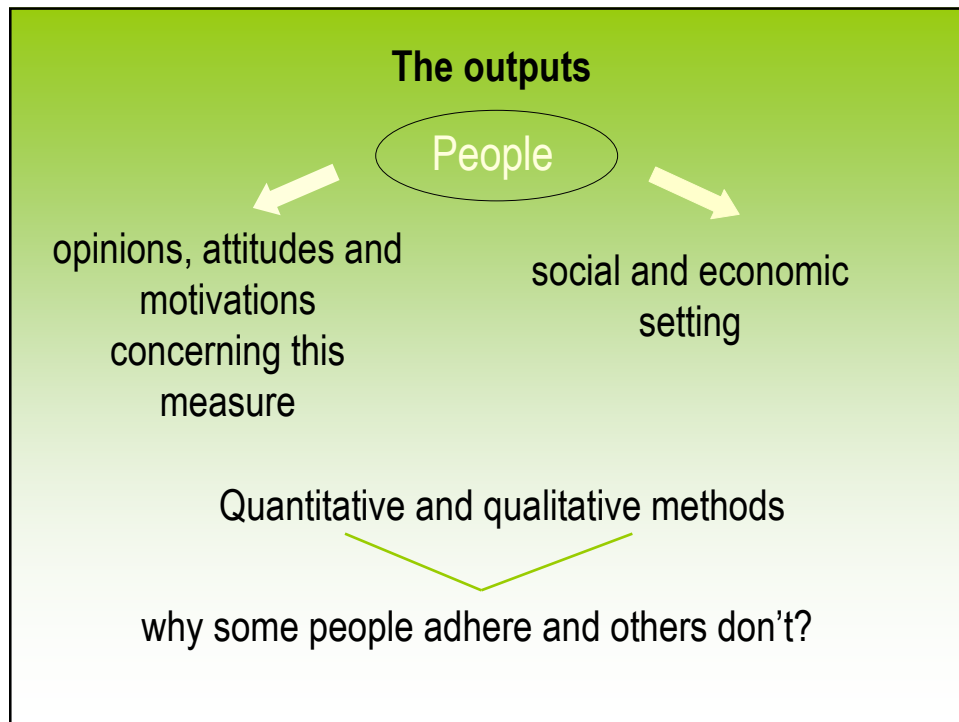 The outputs
People
opinions, attitudes and
motivations
concerning this
measure
social and economic
setting
Quantitative and qualitative methods
why some people adhere and others don’t?